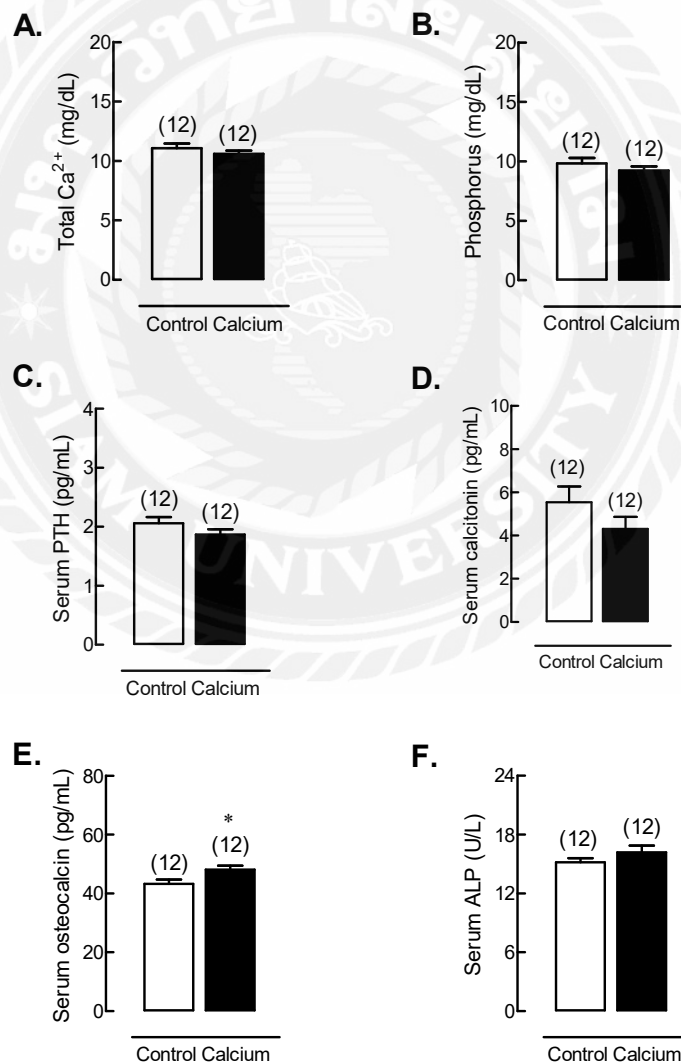 A.
20
15
10
5
0
Total Ca²⁺ (mg/dL)
(12)
(12)
Control Calcium
B.
20
15
10
5
0
Phosphorus (mg/dL)
(12)
(12)
Control Calcium
C.
4
3
2
1
0
Serum PTH (pg/mL)
(12)
(12)
Control Calcium
D.
10
8
6
4
2
0
Serum calcitonin (pg/mL)
(12)
(12)
Control Calcium
E.
80
60
40
20
0
Serum osteocalcin (pg/mL)
(12)
*
(12)
Control Calcium
F.
24
18
12
6
0
Serum ALP (U/L)
(12)
(12)
Control Calcium
UNIVERSITY